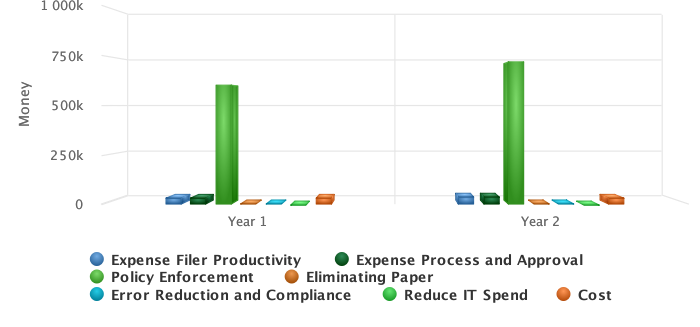 1 000k
750k
500k
250k
0
Money
Year 1 Year 2
Expense Filer Productivity Expense Process and Approval
Policy Enforcement Eliminating Paper
Error Reduction and Compliance Reduce IT Spend Cost